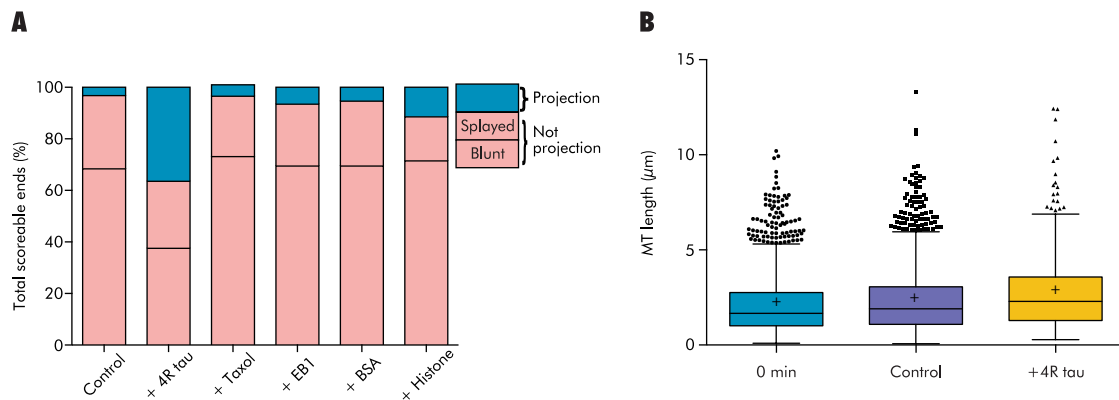 A
Total scoreable ends (%)
100
80
60
40
20
0
Control
+ 4R tau
+ Taxol
+ EB1
+ BSA
+ Histone
Projection
Splayed
Blunt
Not
projection
B
MT length (µm)
15
10
5
0
0 min
Control
+4R tau